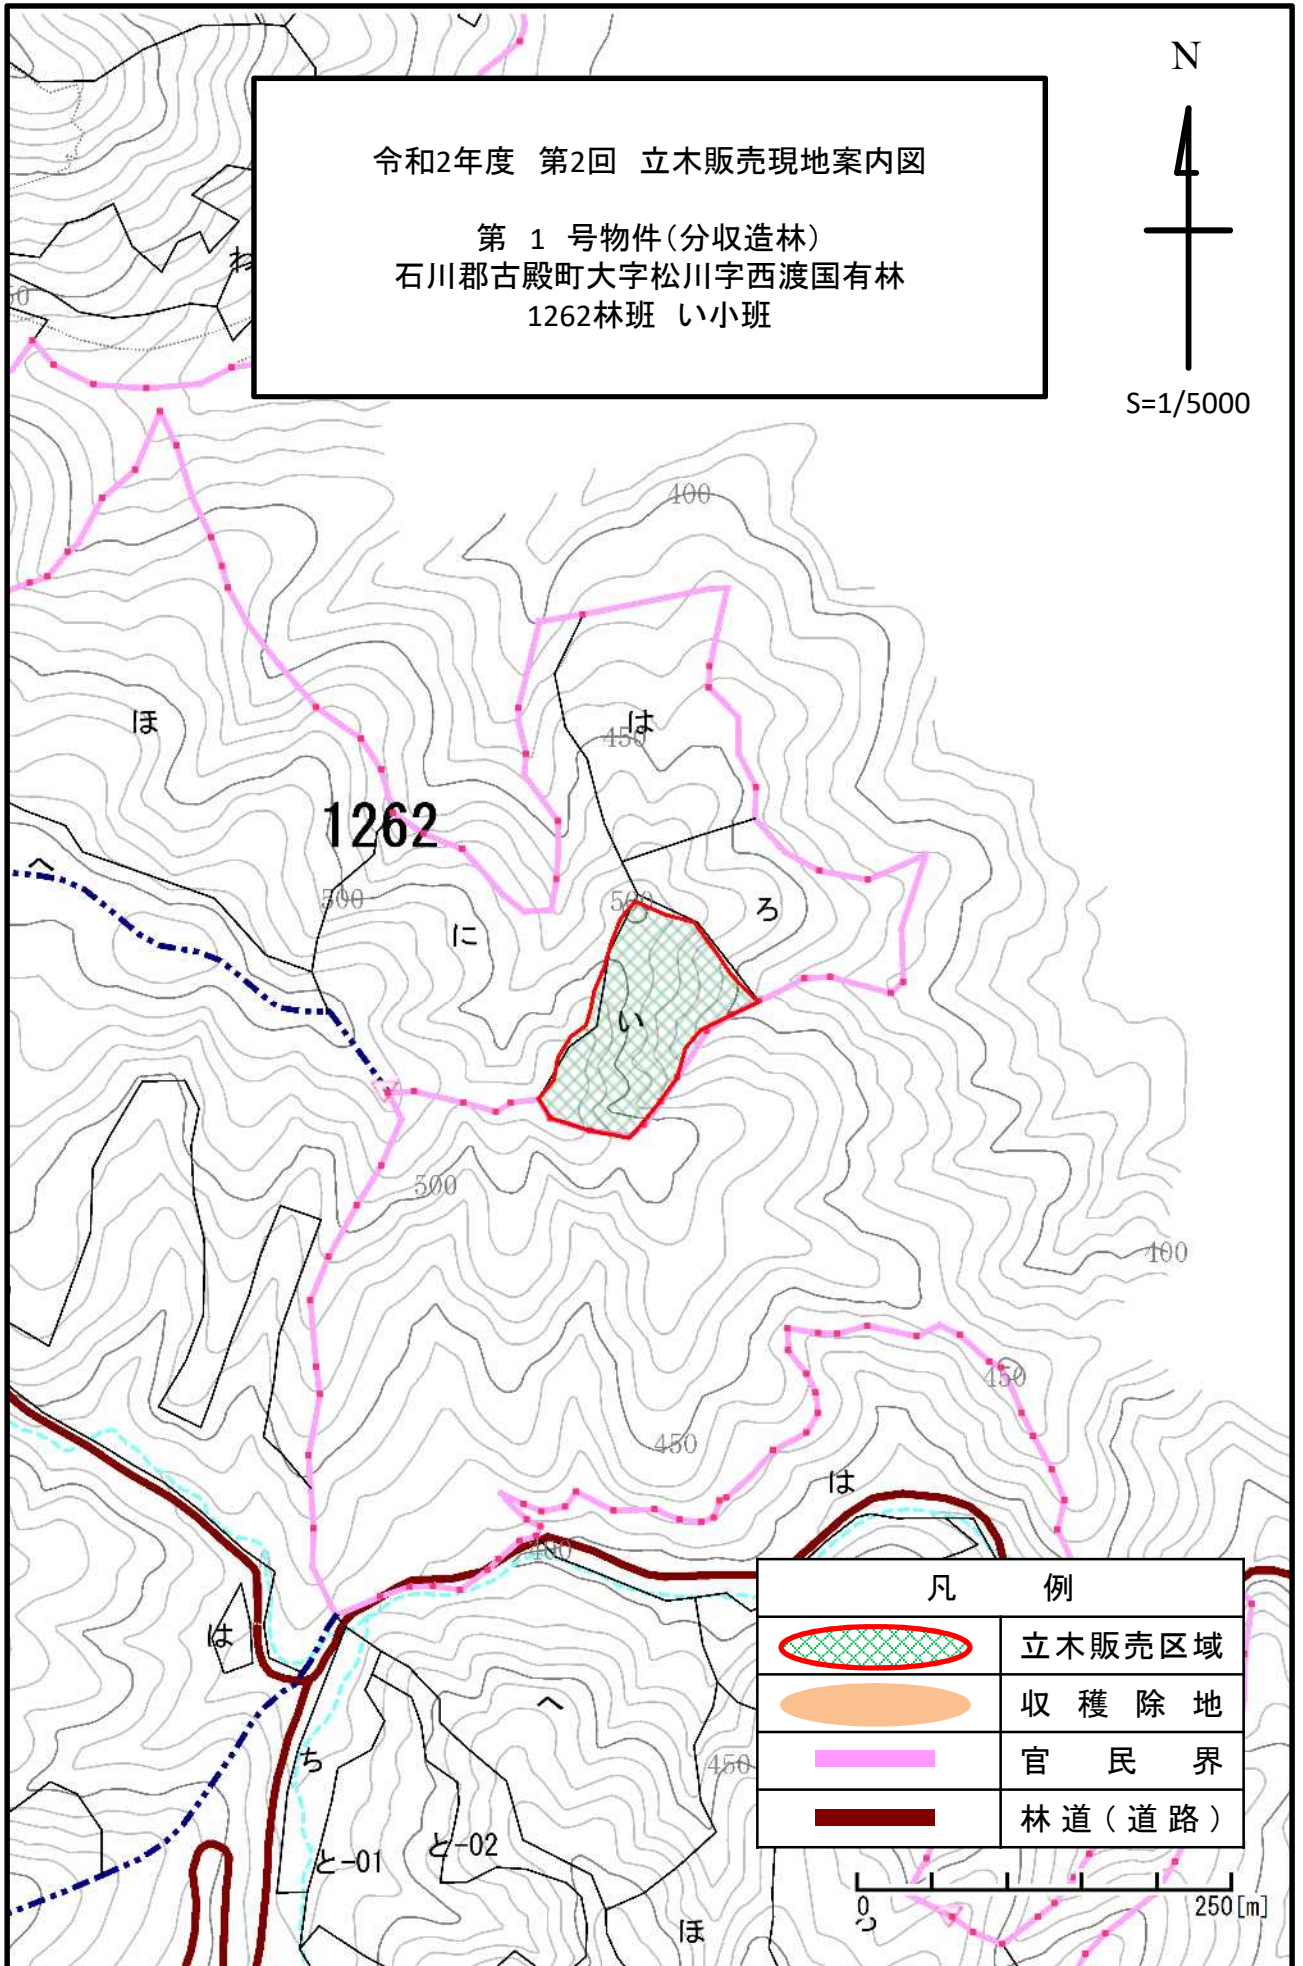 N
令和2年度 第2回 立木販売現地案内図
第 1 号物件(分収造林)
石川郡古殿町大字松川字西渡国有林
1262林班 い小班
S=1/5000
わ
50
400
ほ
は
450
1262
へ
500
500
ろ
に
い
500
400
450
450
は
400
は
へ
ち
450
と-01
と-02
ほ
凡 例
立木販売区域
収穫除地
官民界
林道(道路)
0
250[m]